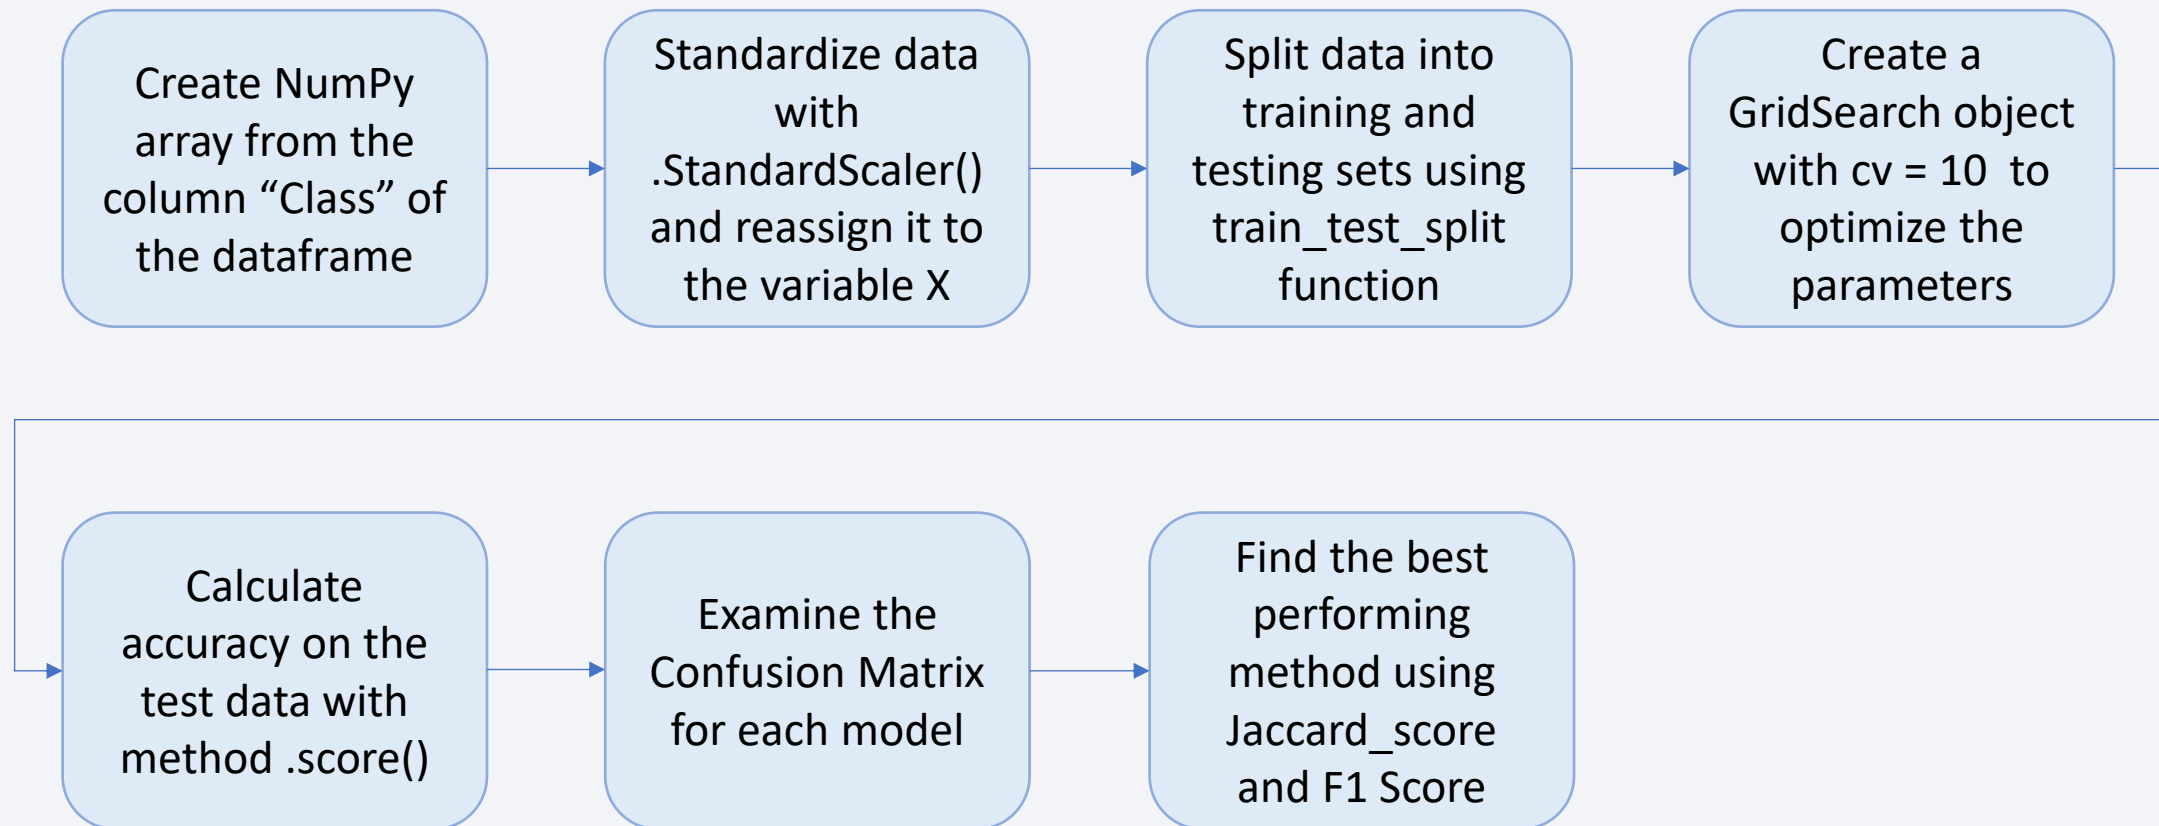 Create NumPy
array from the
column “Class” of
the dataframe
Standardize data
with
.StandardScaler()
and reassign it to
the variable X
Split data into
training and
testing sets using
train_test_split
function
Create a
GridSearch object
with cv = 10 to
optimize the
parameters
Calculate
accuracy on the
test data with
method .score()
Examine the
Confusion Matrix
for each model
Find the best
performing
method using
Jaccard_score
and F1 Score